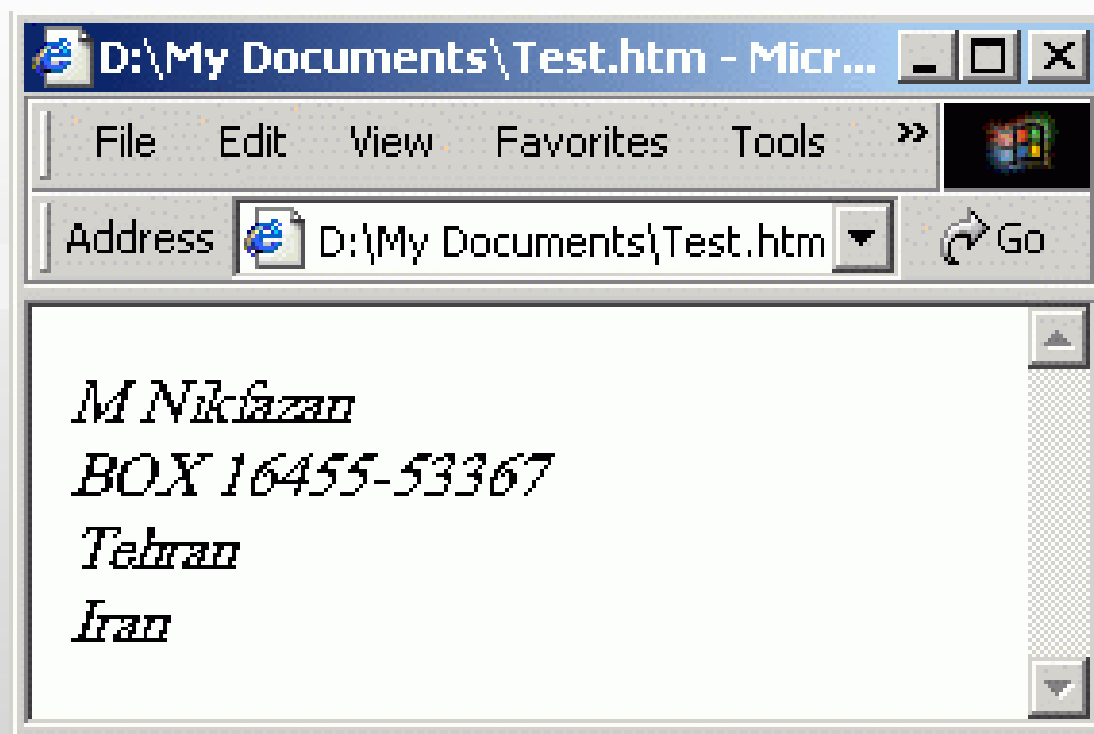 D:\My Documents\Test.htm - Micr...
File Edit View Favorites Tools »
Address D:\My Documents\Test.htm Go
M Nikfazan
BOX 16455-53367
Tehran
Iran